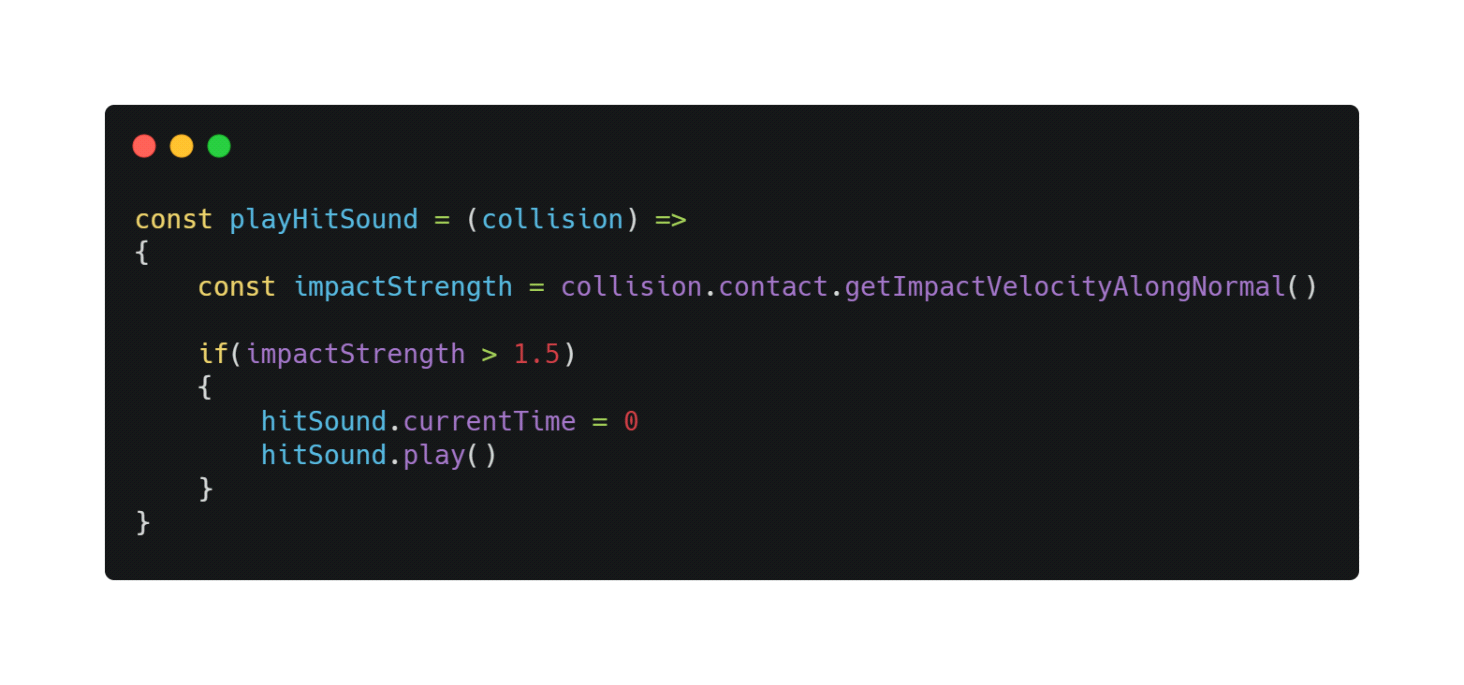 const playHitSound = (collision) =>
{
    const impactStrength = collision.contact.getImpactVelocityAlongNormal()

    if(impactStrength > 1.5)
    {
        hitSound.currentTime = 0
        hitSound.play()
    }
}